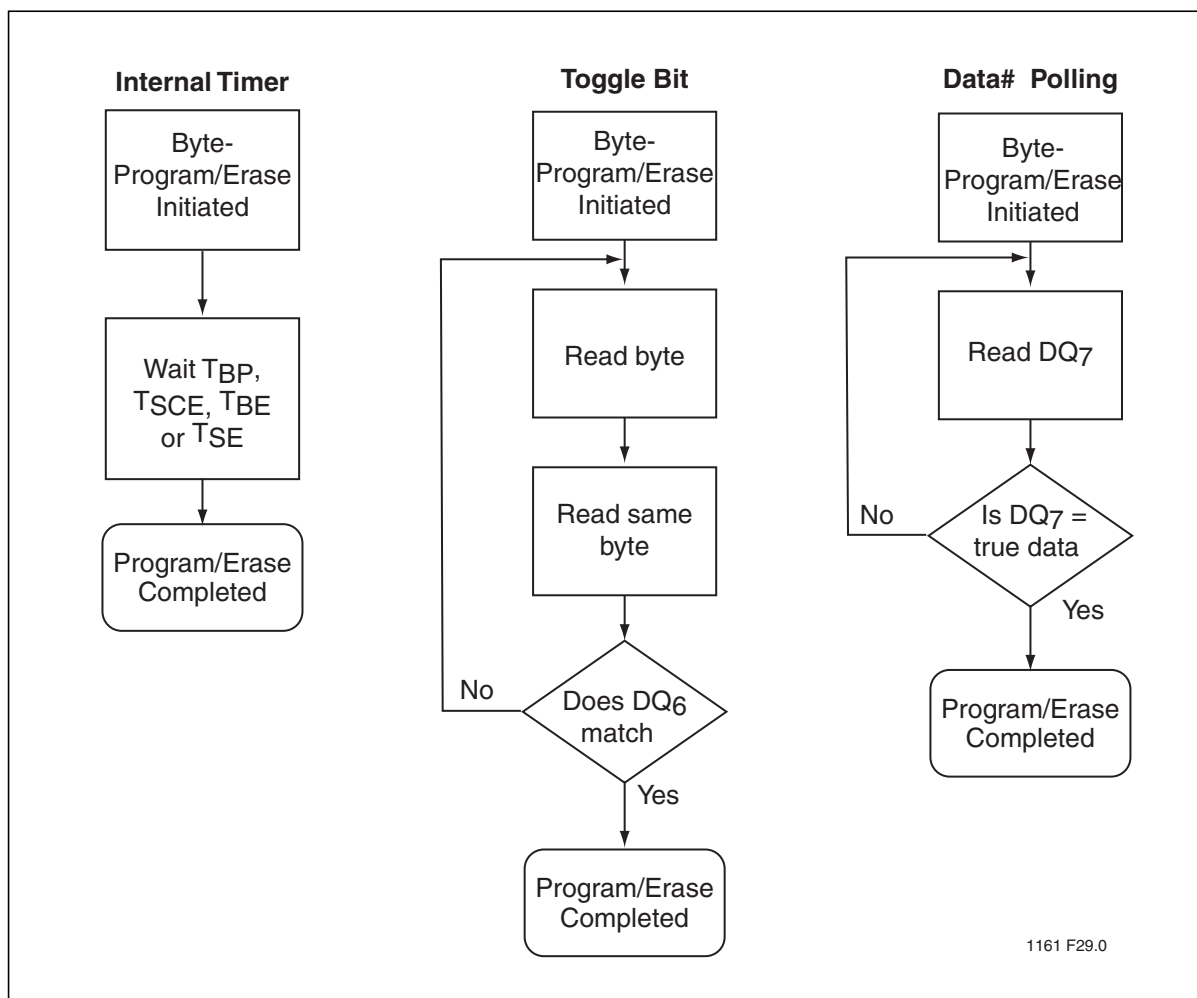 Internal Timer
Byte-
Program/Erase
Initiated
Wait TBP,
TSCE, TBE
or TSE
Program/Erase
Completed
Toggle Bit
Byte-
Program/Erase
Initiated
Read byte
Read same
byte
No
Does DQ6
match
Yes
Program/Erase
Completed
Data# Polling
Byte-
Program/Erase
Initiated
Read DQ7
No
Is DQ7 =
true data
Yes
Program/Erase
Completed
1161 F29.0